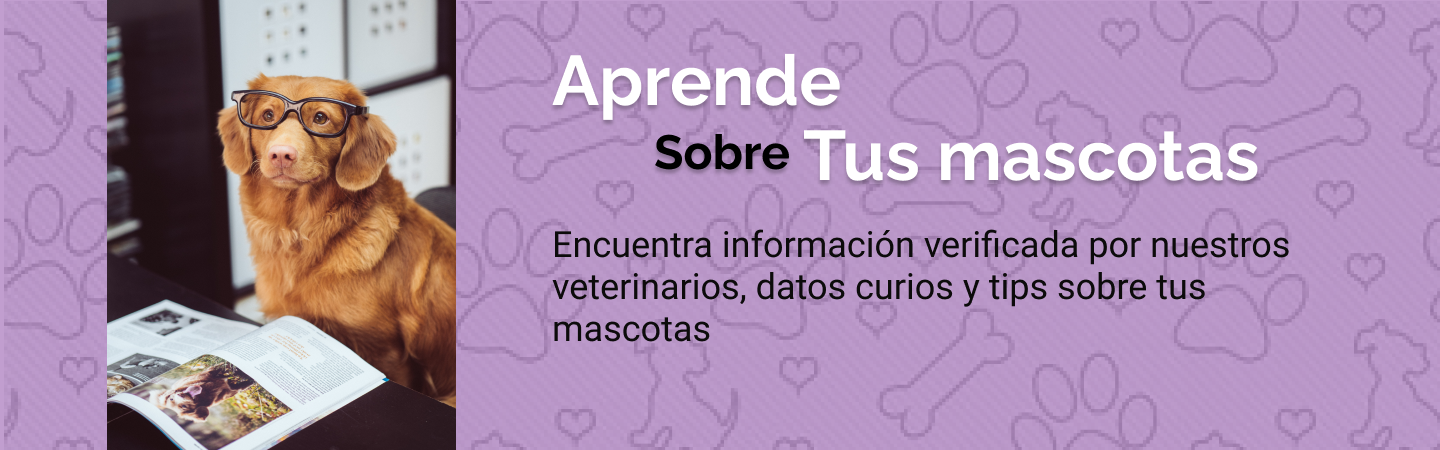 Aprende
Sobre Tus mascotas
Encuentra información verificada por nuestros
veterinarios, datos curios y tips sobre tus
mascotas